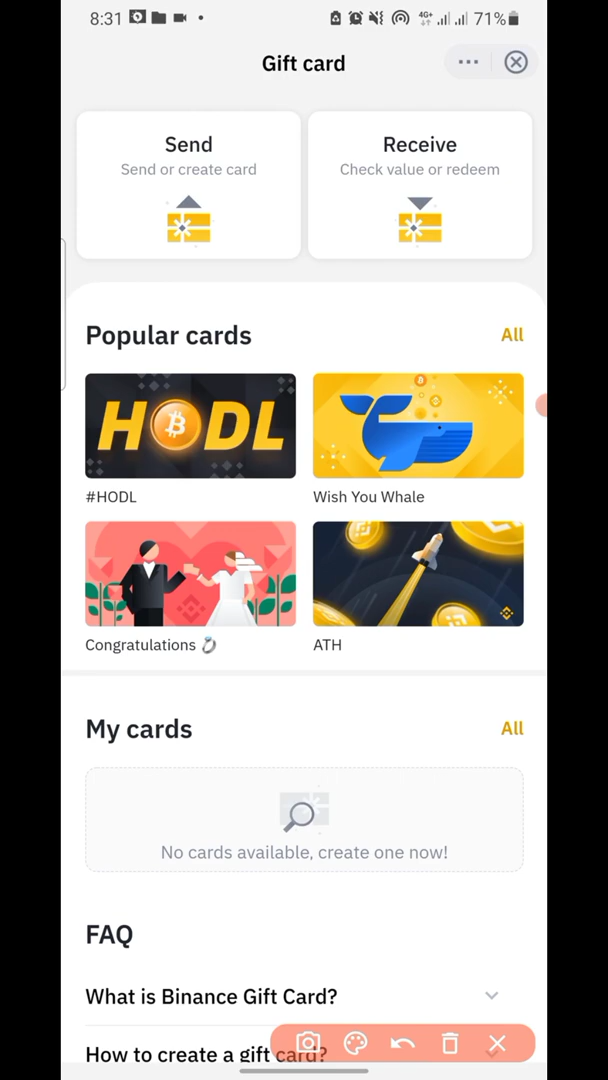 8:31
4G+
71%
Gift card
Send
Send or create card
Receive
Check value or redeem
Popular cards
All
HODL
#HODL
Wish You Whale
Congratulations 💍
ATH
My cards
All
No cards available, create one now!
FAQ
What is Binance Gift Card?
How to create a gift card?